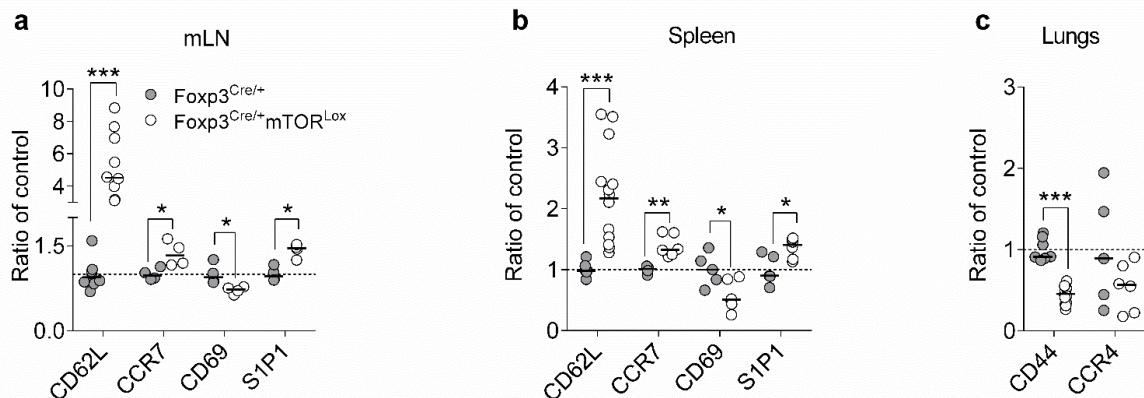 a
mLN
Ratio of control
10
8
6
4
2
1.5
0.0
***
*
*
*
Foxp3Cre/+
Foxp3Cre/+mTORLox
CD62L
CCR7
CD69
S1P1
b
Spleen
Ratio of control
4
3
2
1
0
***
**
*
*
CD62L
CCR7
CD69
S1P1
c
Lungs
Ratio of control
3
2
1
0
***
CD44
CCR4